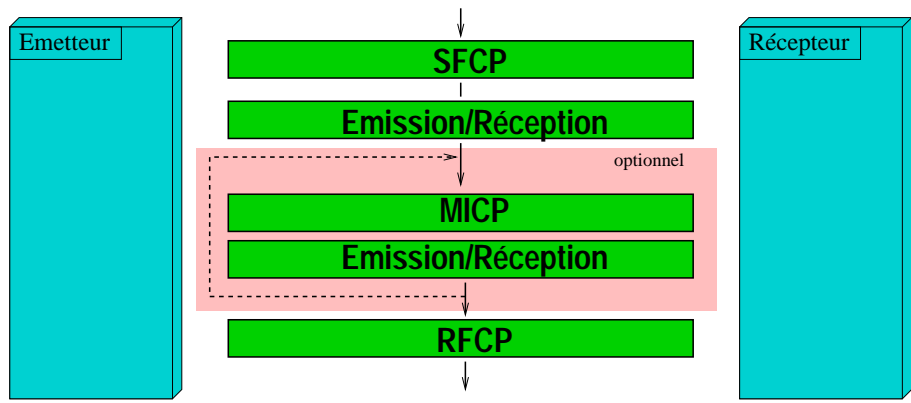 Emetteur
Récepteur
SFCP
Emission/Réception
optionnel
MICP
Emission/Réception
RFCP